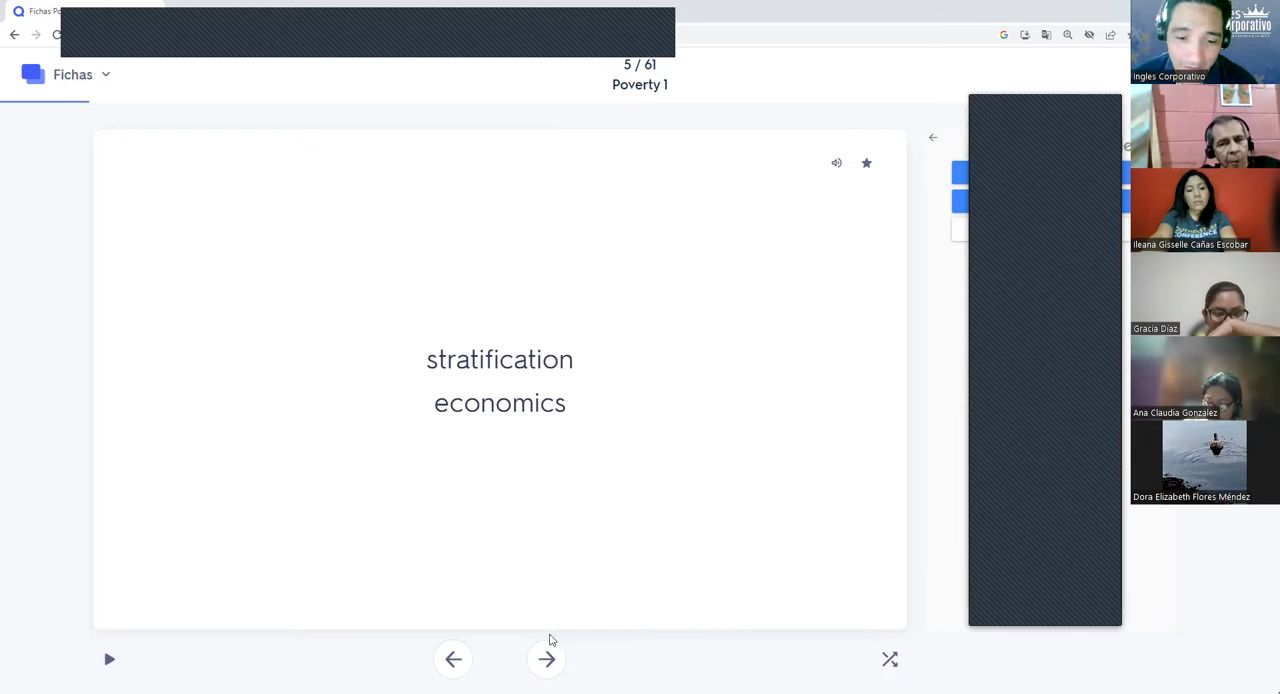 Fichas
5 / 61
Poverty 1
Fichas
stratification
economics
Corporativo
Ingles Corporativo
Ileana Gisselle Cañas Escobar
Gracia Díaz
Ana Claudia Gonzalez
Dora Elizabeth Flores Méndez